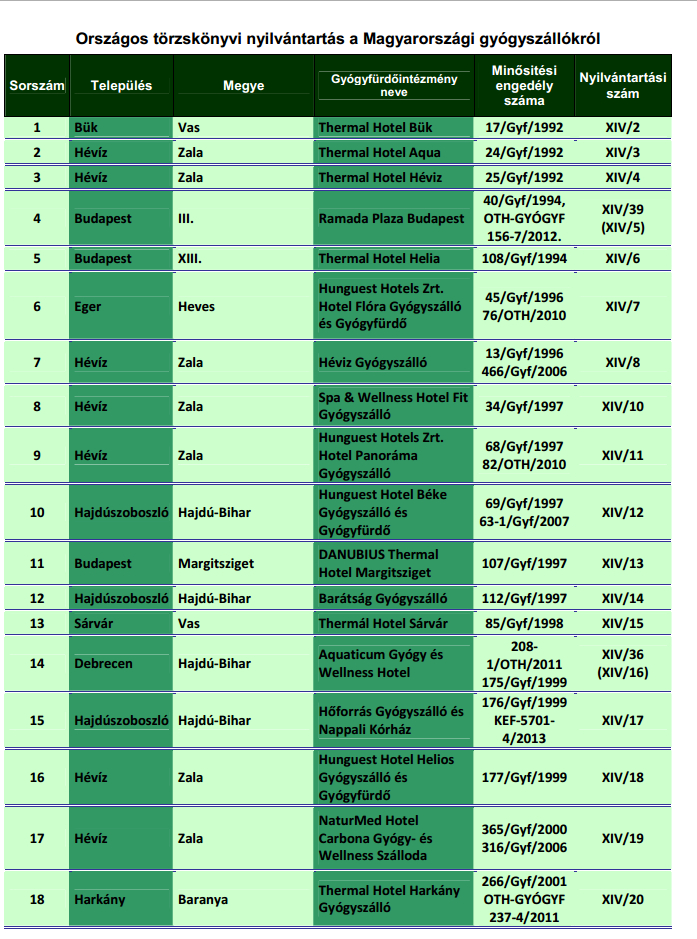 Országos törzskönyvi nyilvántartás a Magyarországi gyógyszállókról
Sorszám Település Megye Gyógyfürdőintézmény neve Minősítési engedély száma Nyilvántartási szám
1 Bük Vas Thermal Hotel Bük 17/Gyf/1992 XIV/2
2 Hévíz Zala Thermal Hotel Aqua 24/Gyf/1992 XIV/3
3 Hévíz Zala Thermal Hotel Héviz 25/Gyf/1992 XIV/4
4 Budapest III. Ramada Plaza Budapest 40/Gyf/1994, OTH-GYÓGYF 156-7/2012. XIV/39 (XIV/5)
5 Budapest XIII. Thermal Hotel Helia 108/Gyf/1994 XIV/6
6 Eger Heves Hunguest Hotels Zrt. Hotel Flóra Gyógyszálló és Gyógyfürdő 45/Gyf/1996 76/OTH/2010 XIV/7
7 Hévíz Zala Héviz Gyógyszálló 13/Gyf/1996 466/Gyf/2006 XIV/8
8 Hévíz Zala Spa & Wellness Hotel Fit Gyógyszálló 34/Gyf/1997 XIV/10
9 Hévíz Zala Hunguest Hotels Zrt. Hotel Panoráma Gyógyszálló 68/Gyf/1997 82/OTH/2010 XIV/11
10 Hajdúszoboszló Hajdú-Bihar Hunguest Hotel Béke Gyógyszálló és Gyógyfürdő 69/Gyf/1997 63-1/Gyf/2007 XIV/12
11 Budapest Margitsziget DANUBIUS Thermal Hotel Margitsziget 107/Gyf/1997 XIV/13
12 Hajdúszoboszló Hajdú-Bihar Barátság Gyógyszálló 112/Gyf/1997 XIV/14
13 Sárvár Vas Thermál Hotel Sárvár 85/Gyf/1998 XIV/15
14 Debrecen Hajdú-Bihar Aquaticum Gyógy és Wellness Hotel 208-1/OTH/2011 175/Gyf/1999 XIV/36 (XIV/16)
15 Hajdúszoboszló Hajdú-Bihar Hőforrás Gyógyszálló és Nappali Kórház 176/Gyf/1999 KEF-5701-4/2013 XIV/17
16 Hévíz Zala Hunguest Hotel Helios Gyógyszálló és Gyógyfürdő 177/Gyf/1999 XIV/18
17 Hévíz Zala NaturMed Hotel Carbona Gyógy- és Wellness Szálloda 365/Gyf/2000 316/Gyf/2006 XIV/19
18 Harkány Baranya Thermal Hotel Harkány Gyógyszálló 266/Gyf/2001 OTH-GYÓGYF 237-4/2011 XIV/20